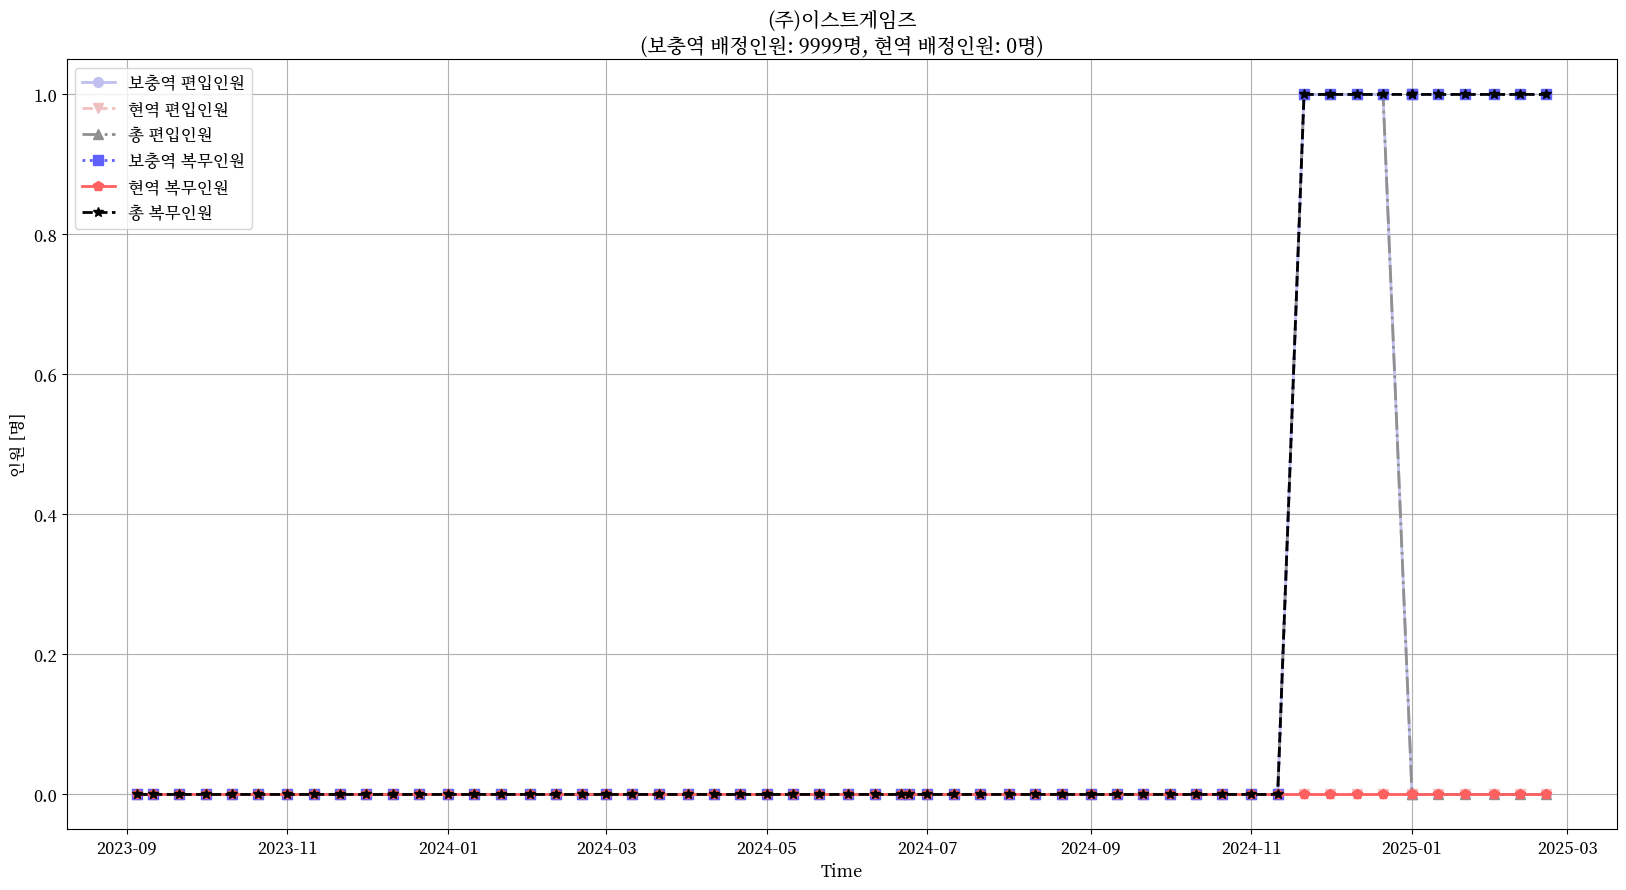 (주)이스트게임즈
(보충역 배정인원: 9999명, 현역 배정인원: 0명)
보충역 편입인원
현역 편입인원
총 편입인원
보충역 복무인원
현역 복무인원
총 복무인원
1.0
0.8
0.6
0.4
0.2
0.0
인원 [명]
2023-09
2023-11
2024-01
2024-03
2024-05
2024-07
2024-09
2024-11
2025-01
2025-03
Time